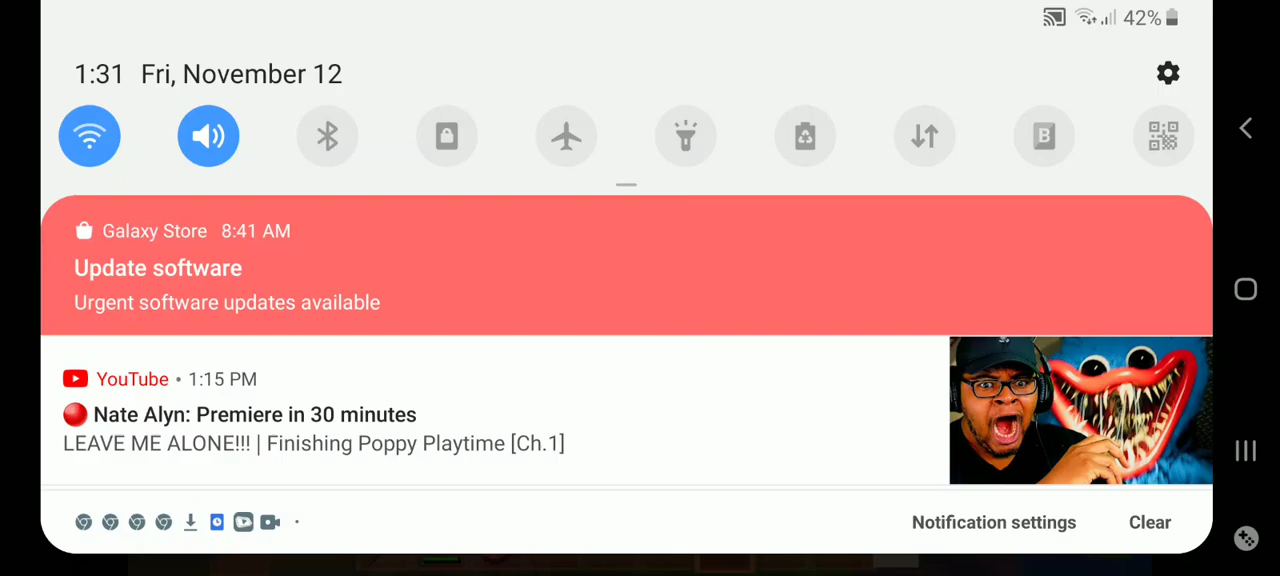 42%
1:31 Fri, November 12
B
Galaxy Store 8:41 AM
Update software
Urgent software updates available
YouTube • 1:15 PM
Nate Alyn: Premiere in 30 minutes
LEAVE ME ALONE!!! | Finishing Poppy Playtime [Ch.1]
Notification settings Clear